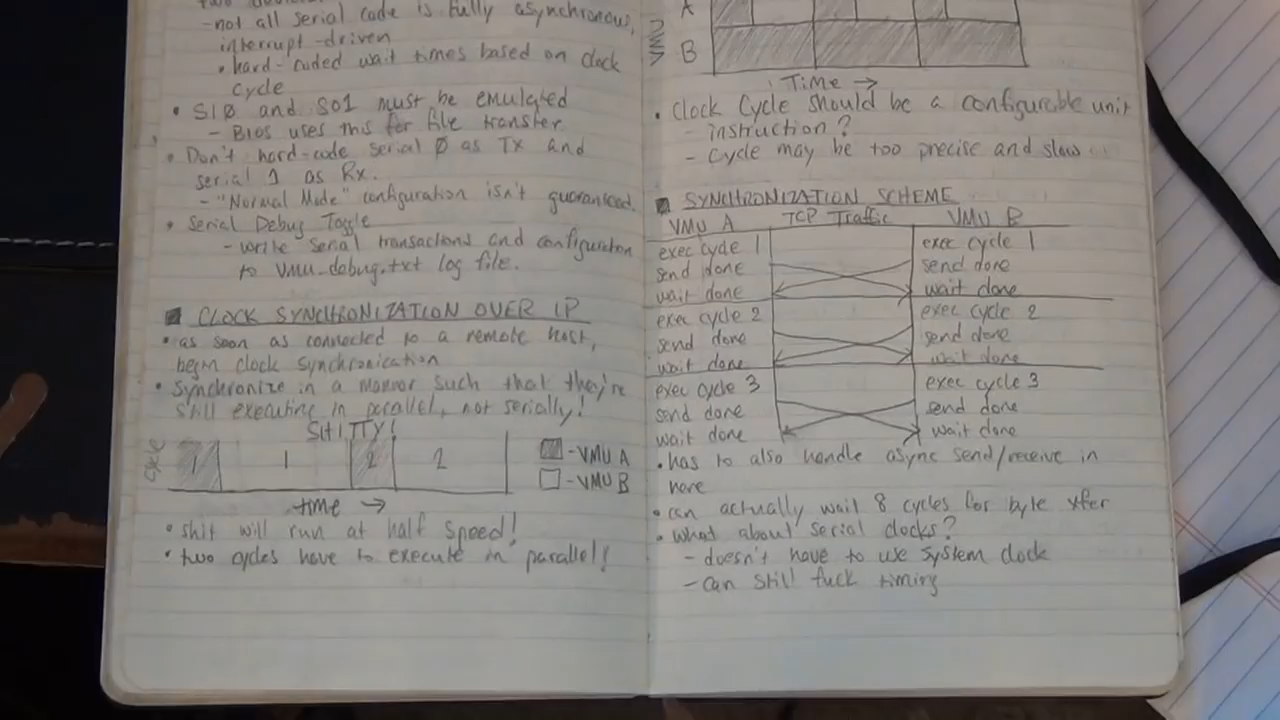 -not all serial code is fully asynchronous,
interrupt-driven
• hard-coded wait times based on clock
cycle
• SI0 and S01 must be emulated
- Bios uses this for file transfer
• Don't hard-code serial 0 as TX and
serial 1 as Rx.
- "Normal Mode" configuration isn't guaranteed.
• Serial Debug Toggle
- write serial transactions and configuration
to vmu_debug.txt log file.
CLOCK SYNCHRONIZATION OVER IP
• as soon as connected to a remote host,
begin clock synchronication
• Synchronize in a manner such that they're
still executing in parallel, not serially!
SHITTY!
cycle
1 1 2 2
- VMU A
- VMU B
time →
• shit will run at half speed!
• two cycles have to execute in parallel!
A
B
Time →
• Clock Cycle should be a configurable unit
- instruction?
- Cycle may be too precise and slow
SYNCHRONIZATION SCHEME
VMU A TCP Traffic VMU B
exec cycle 1 exec cycle 1
send done send done
wait done wait done
exec cycle 2 exec cycle 2
send done send done
wait done wait done
exec cycle 3 exec cycle 3
send done send done
wait done wait done
• has to also handle async send/receive in
here
• can actually wait 8 cycles for byte xfer
• what about serial clocks?
- doesn't have to use system clock
- can still fuck timing